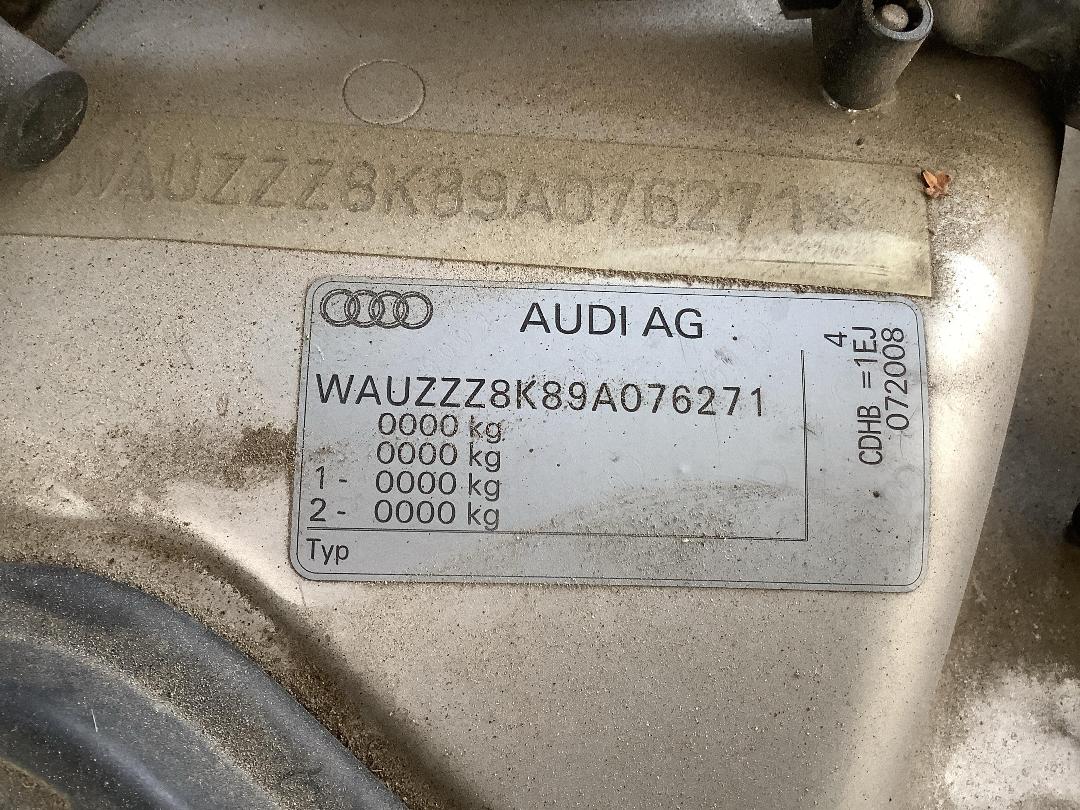 WAUZZZ8K89A076271*
AUDI AG
WAUZZZ8K89A076271
0000 kg
0000 kg
1- 0000 kg
2- 0000 kg
Typ
4
CDHB =1EJ
072008